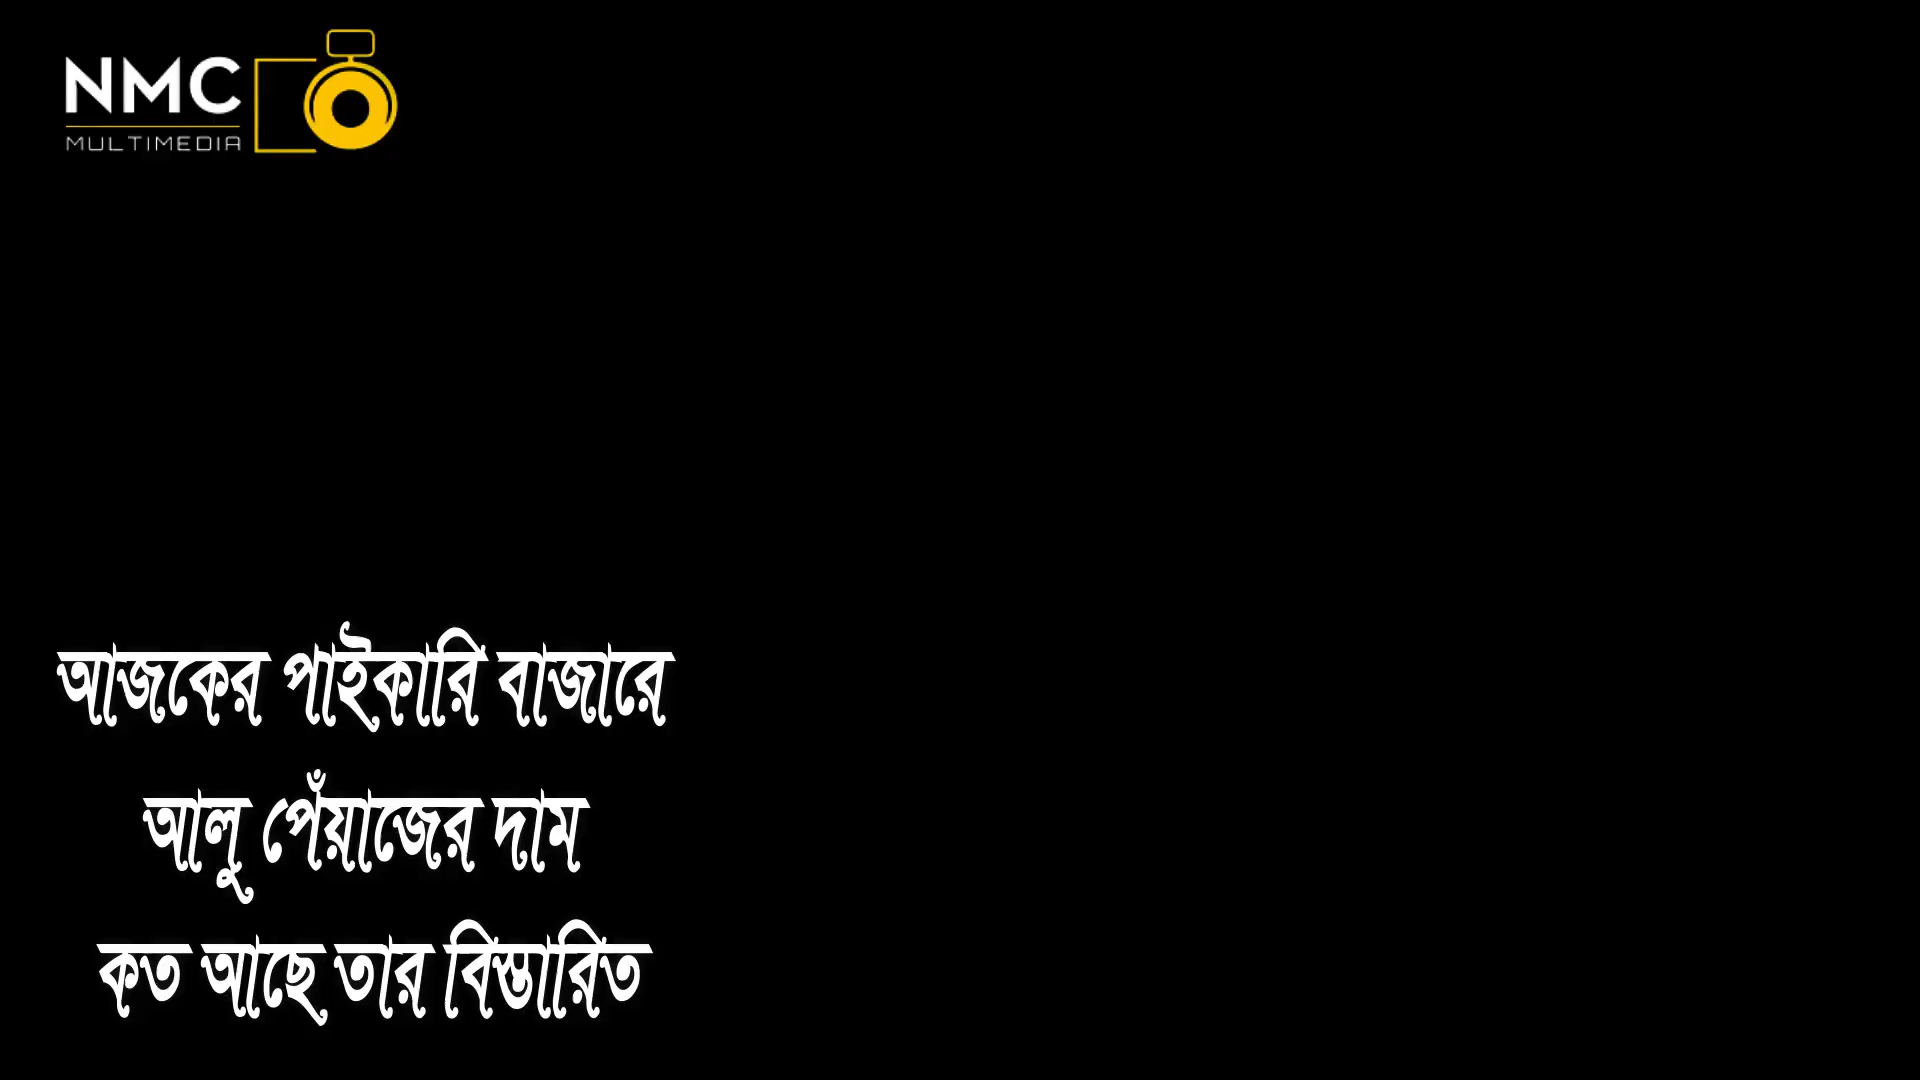 NMC
MULTIMEDIA
আজকের পাইকারি বাজারে
আলু পেঁয়াজের দাম
কত আছে তার বিস্তারিত